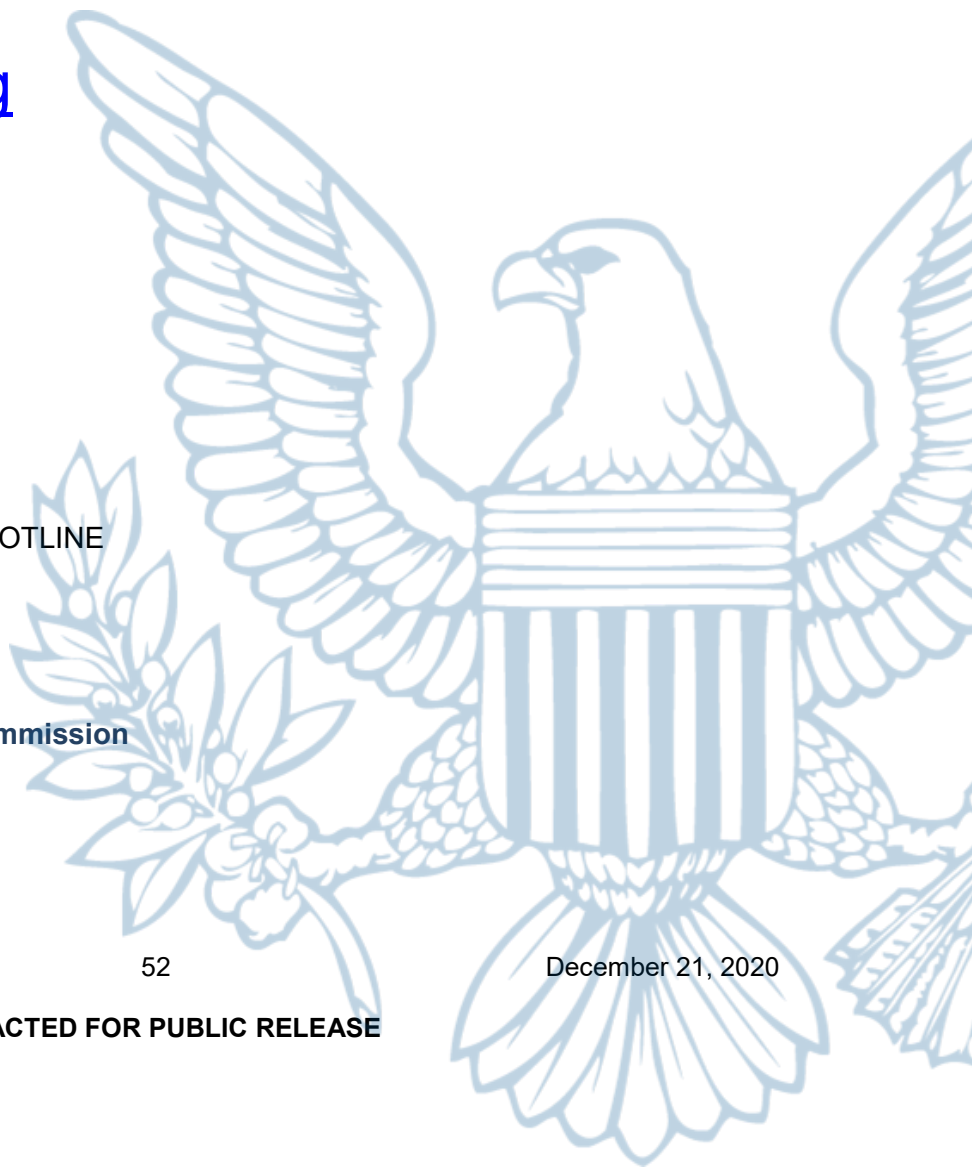 g
OTLINE
mmission
52 December 21, 2020
ACTED FOR PUBLIC RELEASE